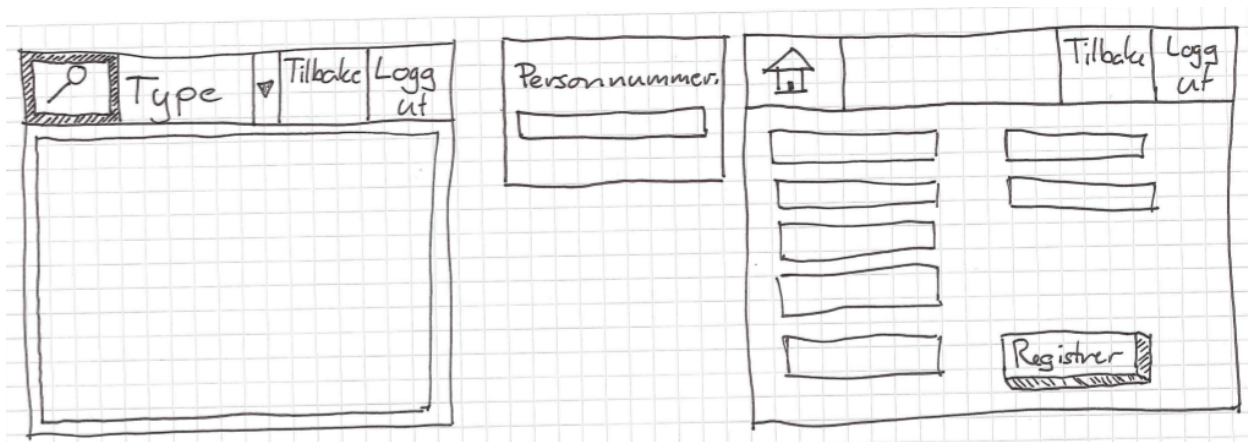 Type
Tilbake
Logg
ut
Personnummer.
Tilbake
Logg
ut
Registrer